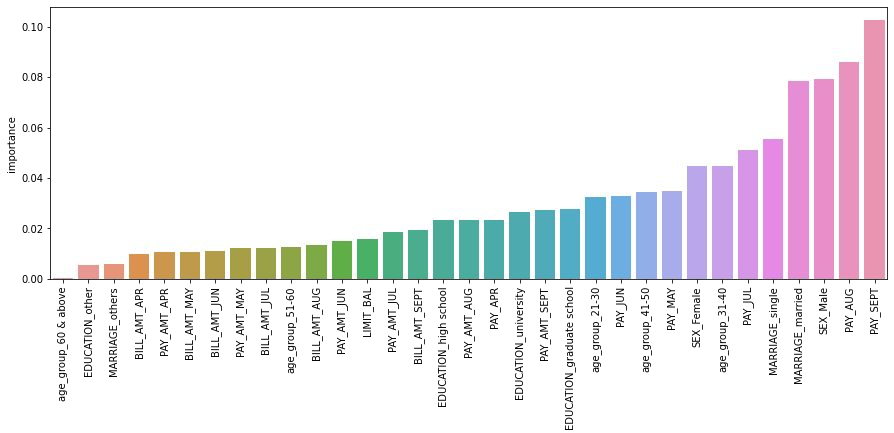 0.10
0.08
0.06
0.04
0.02
0.00
importance
age_group_60 & above
EDUCATION_other
MARRIAGE_others
BILL_AMT_APR
PAY_AMT_APR
BILL_AMT_MAY
BILL_AMT_JUN
PAY_AMT_MAY
BILL_AMT_JUL
age_group_51-60
BILL_AMT_AUG
PAY_AMT_JUN
LIMIT_BAL
PAY_AMT_JUL
BILL_AMT_SEPT
EDUCATION_high school
PAY_AMT_AUG
PAY_APR
EDUCATION_university
PAY_AMT_SEPT
EDUCATION_graduate school
age_group_21-30
PAY_JUN
age_group_41-50
PAY_MAY
SEX_Female
age_group_31-40
PAY_JUL
MARRIAGE_single
MARRIAGE_married
SEX_Male
PAY_AUG
PAY_SEPT